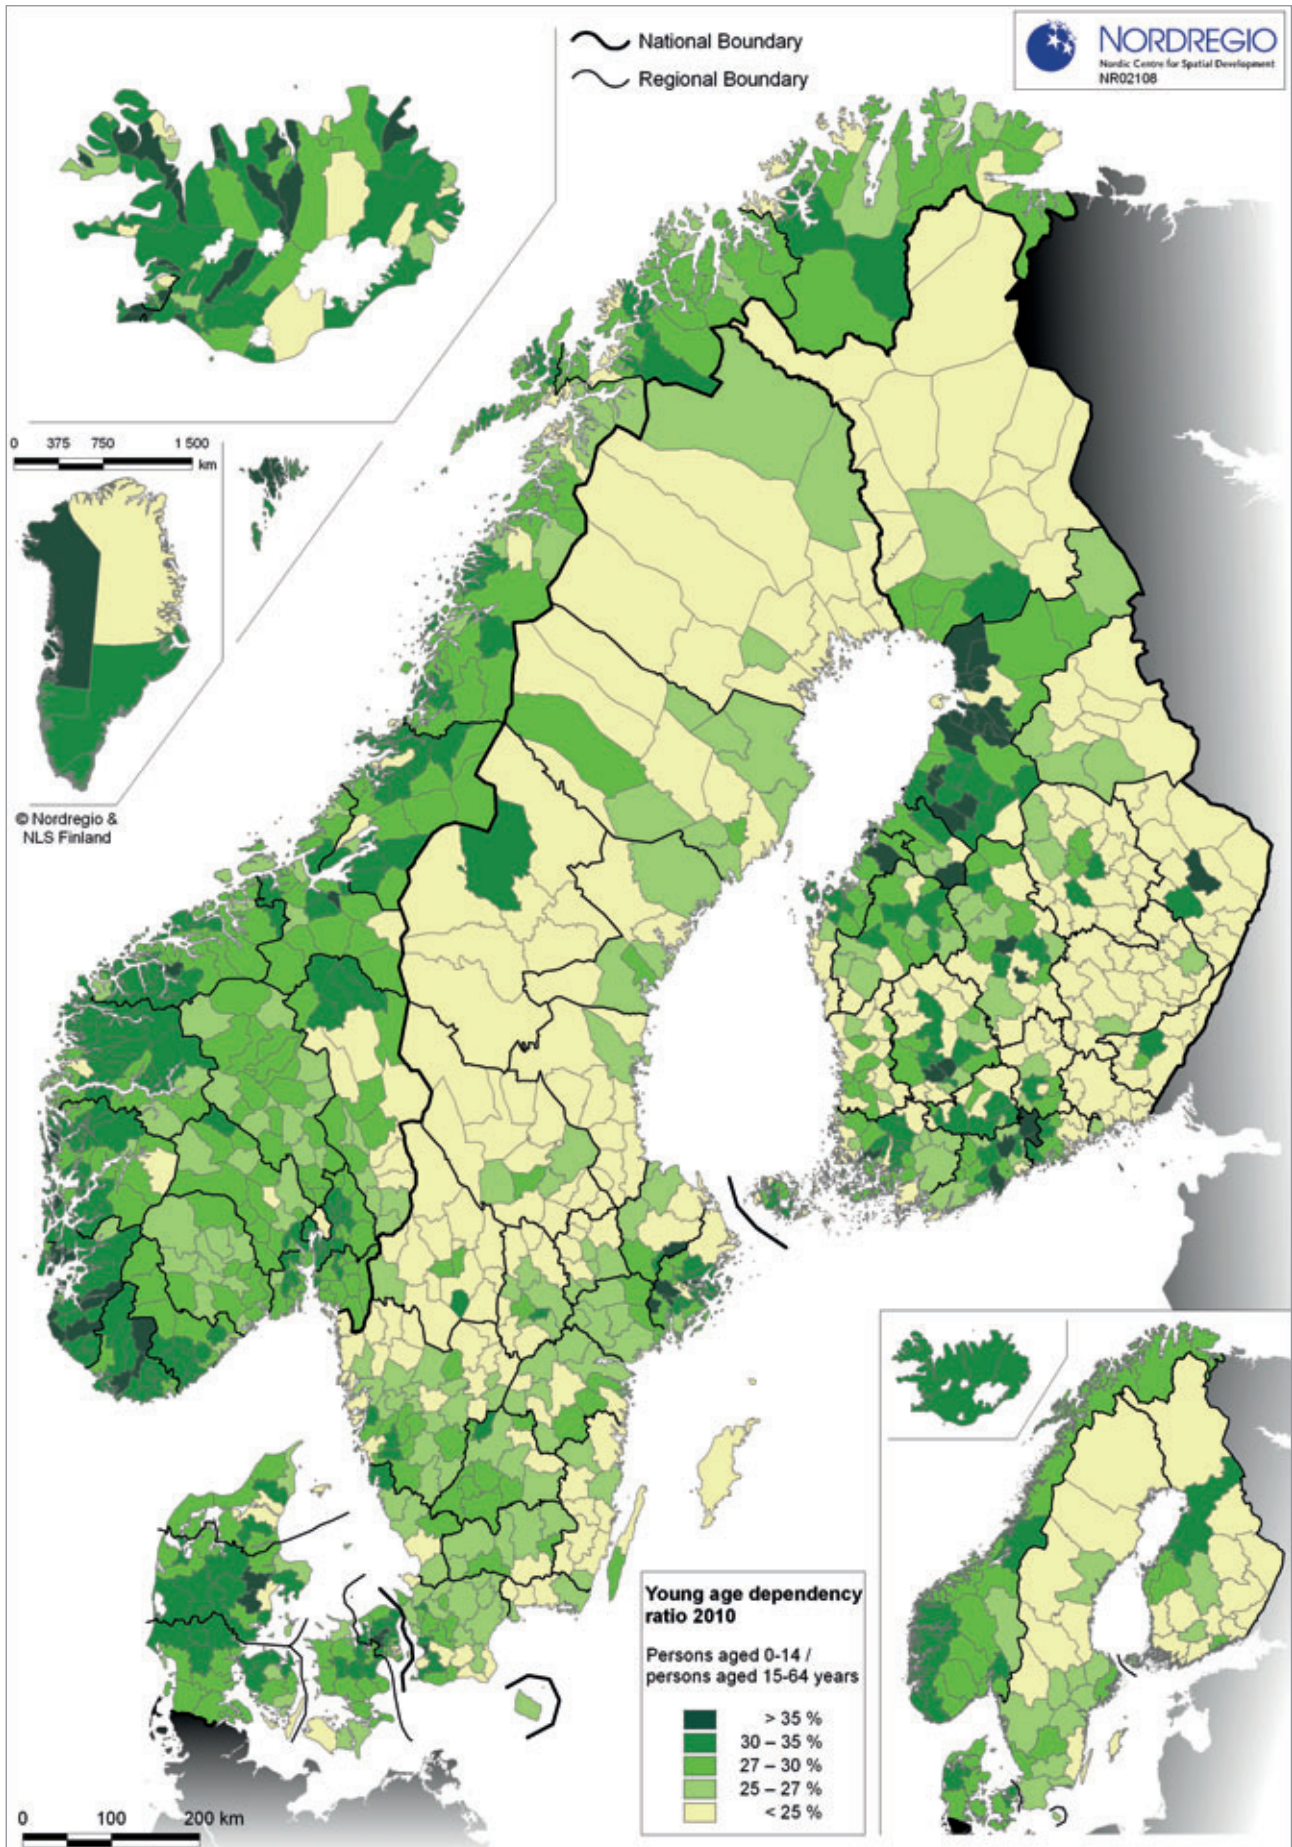 National Boundary
Regional Boundary
NORDREGIO
Nordic Centre for Spatial Development
NR02108
0 375 750 1 500
km
© Nordregio &
NLS Finland
Young age dependency
ratio 2010
Persons aged 0-14 /
persons aged 15-64 years
> 35 %
30 – 35 %
27 – 30 %
25 – 27 %
< 25 %
0 100 200 km